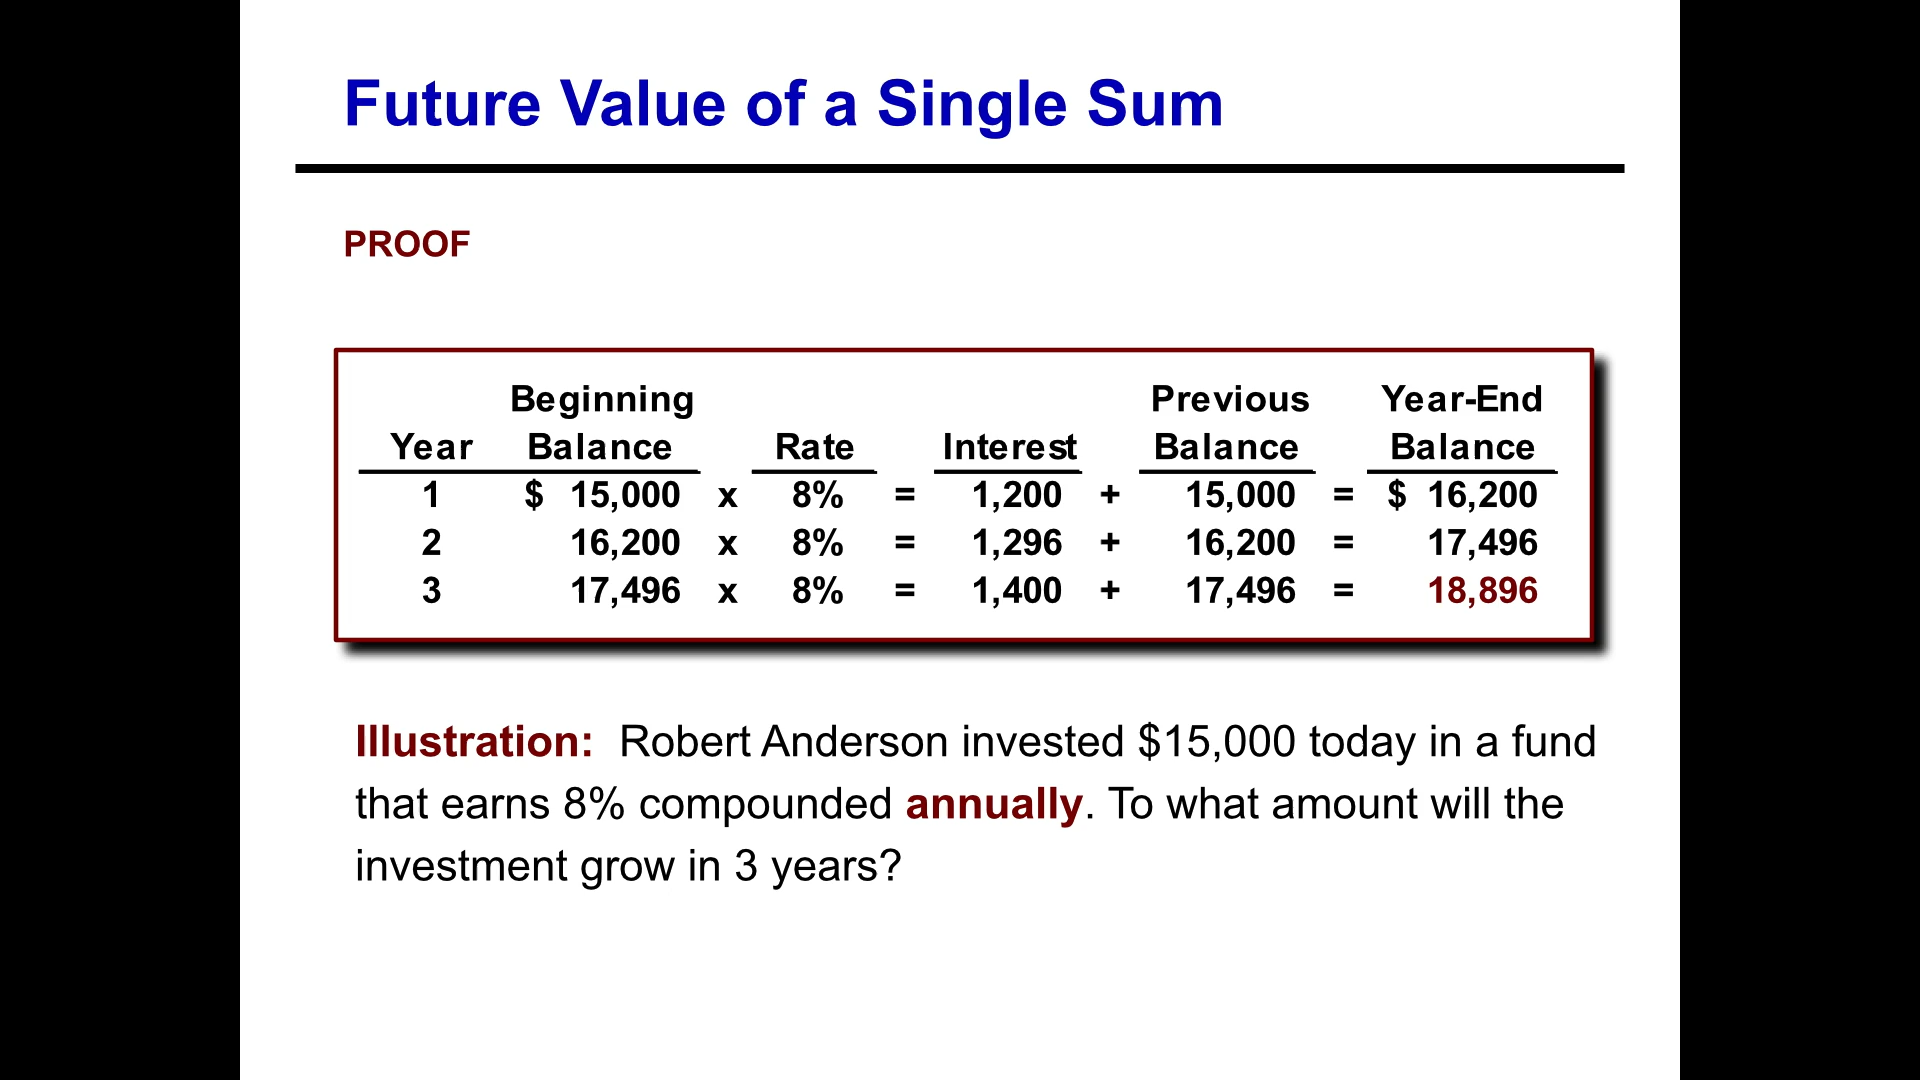 Future Value of a Single Sum
PROOF
Beginning Previous Year-End
Year Balance Rate Interest Balance Balance
1 $ 15,000 x 8% = 1,200 + 15,000 = $ 16,200
2 16,200 x 8% = 1,296 + 16,200 = 17,496
3 17,496 x 8% = 1,400 + 17,496 = 18,896
Illustration: Robert Anderson invested $15,000 today in a fund
that earns 8% compounded annually. To what amount will the
investment grow in 3 years?